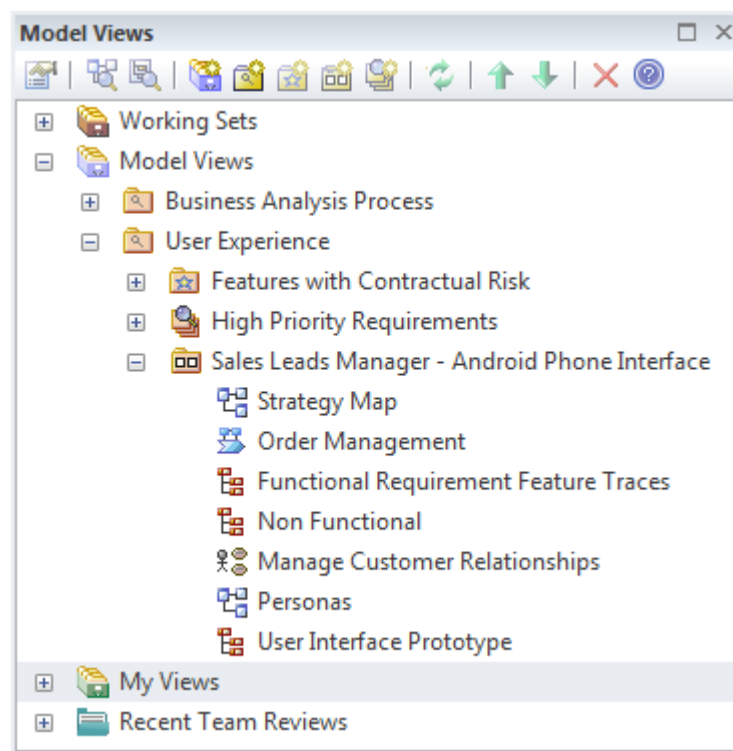 Model Views
Working Sets
Model Views
Business Analysis Process
User Experience
Features with Contractual Risk
High Priority Requirements
Sales Leads Manager - Android Phone Interface
Strategy Map
Order Management
Functional Requirement Feature Traces
Non Functional
Manage Customer Relationships
Personas
User Interface Prototype
My Views
Recent Team Reviews